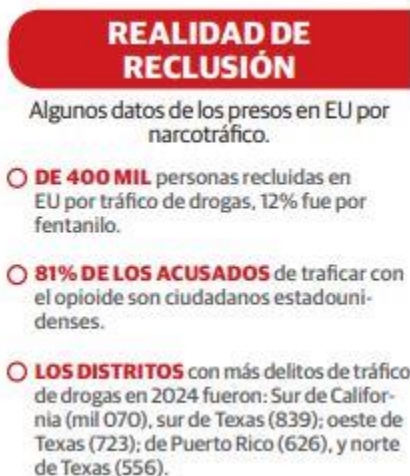 REALIDAD DE
RECLUSIÓN
Algunos datos de los presos en EU por
narcotráfico.
DE 400 MIL personas recluidas en
EU por tráfico de drogas, 12% fue por
fentanilo.
81% DE LOS ACUSADOS de traficar con
el opioide son ciudadanos estadouni-
denses.
LOS DISTRITOS con más delitos de tráfico
de drogas en 2024 fueron: Sur de Califor-
nia (mil 070), sur de Texas (839); oeste de
Texas (723); de Puerto Rico (626), y norte
de Texas (556).